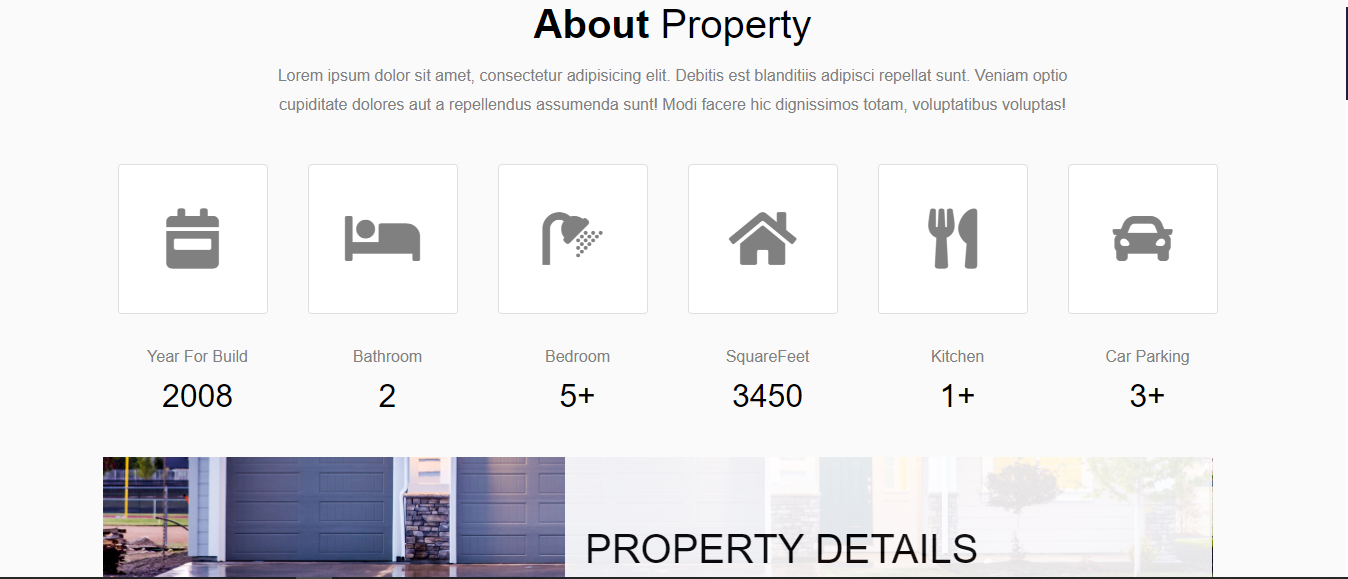 About Property
Lorem ipsum dolor sit amet, consectetur adipisicing elit. Debitis est blanditiis adipisci repellat sunt. Veniam optio
cupiditate dolores aut a repellendus assumenda sunt! Modi facere hic dignissimos totam, voluptatibus voluptas!
Year For Build
Bathroom
Bedroom
SquareFeet
Kitchen
Car Parking
2008
2
5+
3450
1+
3+
PROPERTY DETAILS